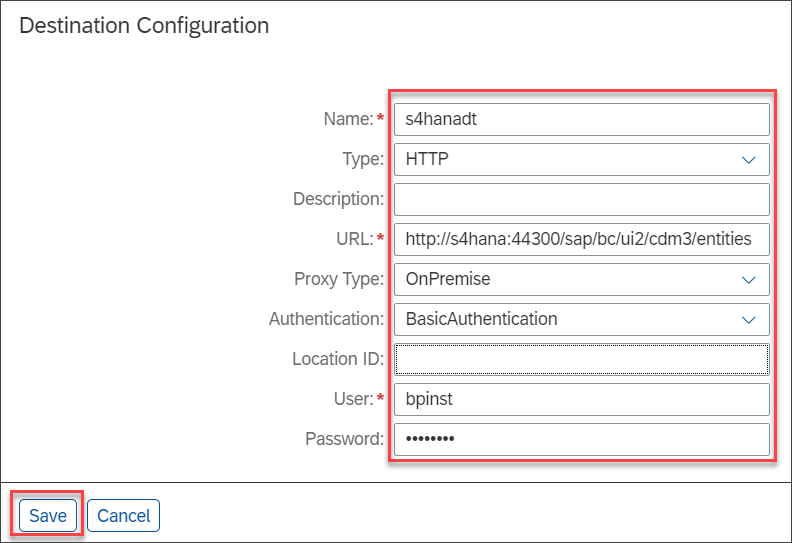 Destination Configuration
Name:* s4hanadt
Type: HTTP
Description:
URL:* http://s4hana:44300/sap/bc/ui2/cdm3/entities
Proxy Type: OnPremise
Authentication: BasicAuthentication
Location ID:
User:* bpinst
Password: ••••••••
Save Cancel